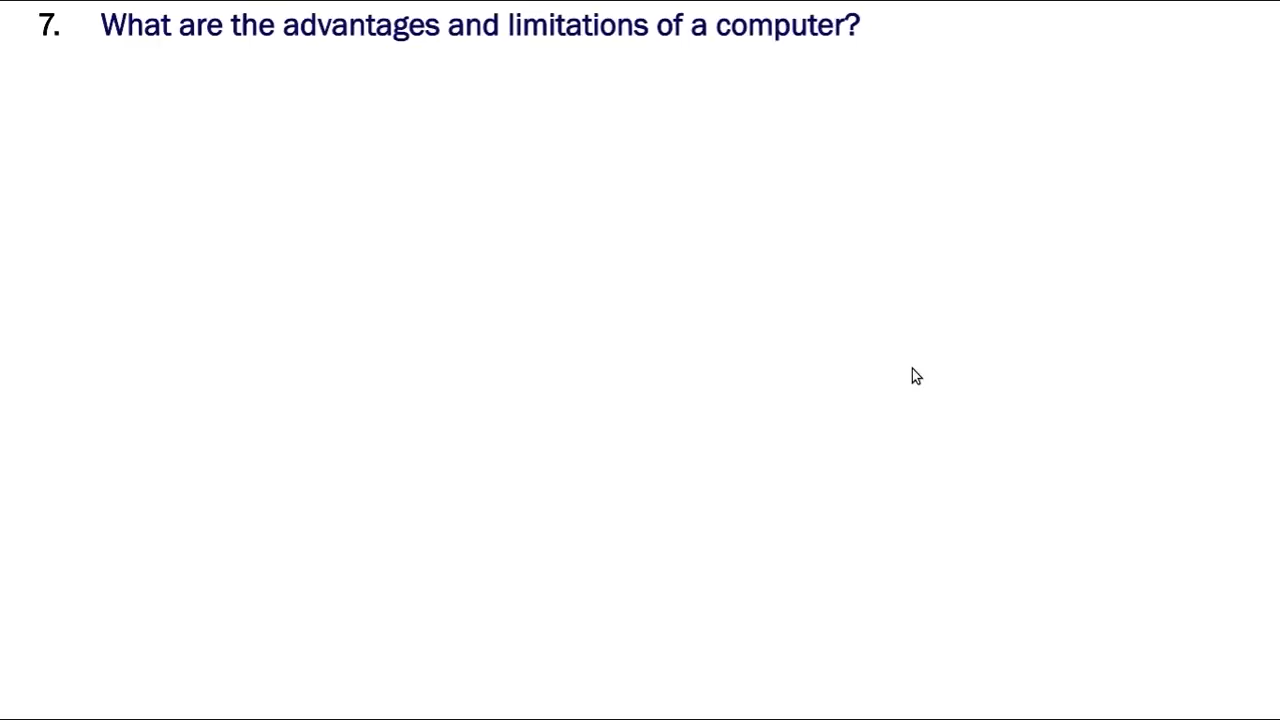 7. What are the advantages and limitations of a computer?